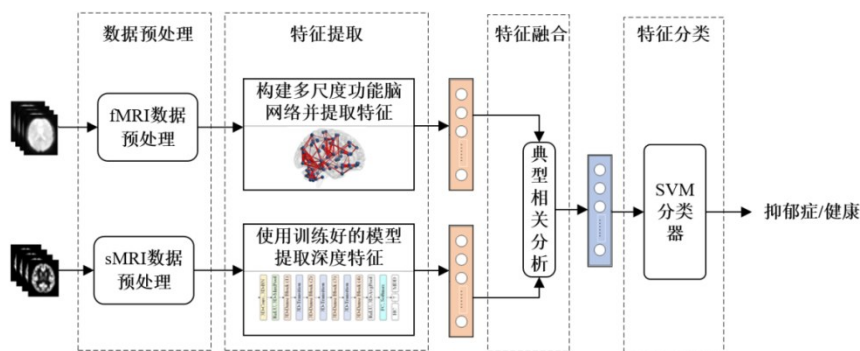 数据预处理
特征提取
特征融合
特征分类
fMRI数据
预处理
构建多尺度功能脑
网络并提取特征
典型相关分析
SVM
分类器
抑郁症/健康
sMRI数据
预处理
使用训练好的模型
提取深度特征